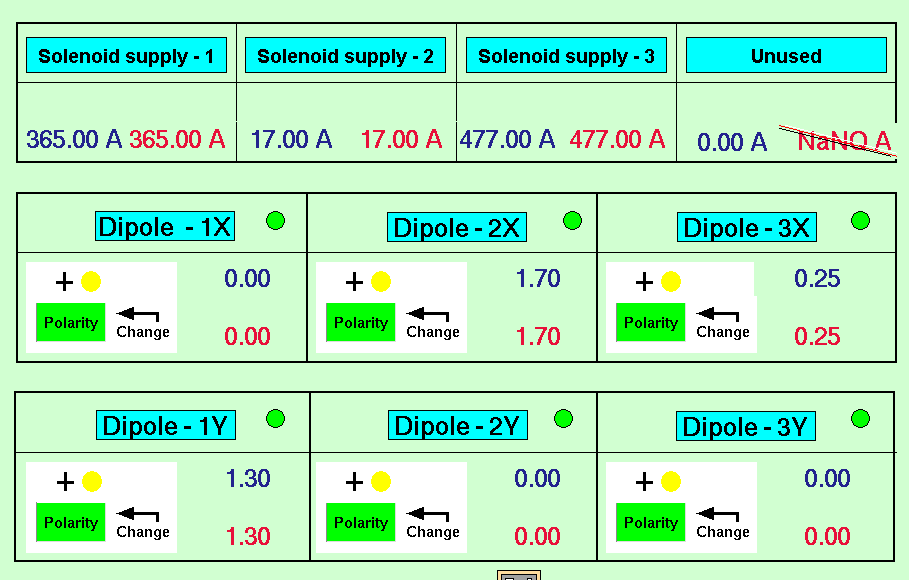 Solenoid supply - 1 Solenoid supply - 2 Solenoid supply - 3 Unused
365.00 A 365.00 A 17.00 A 17.00 A 477.00 A 477.00 A 0.00 A NaNQ A
Dipole - 1X Dipole - 2X Dipole - 3X
+ 0.00 + 1.70 + 0.25
Polarity Change 0.00 Polarity Change 1.70 Polarity Change 0.25
Dipole - 1Y Dipole - 2Y Dipole - 3Y
+ 1.30 + 0.00 + 0.00
Polarity Change 1.30 Polarity Change 0.00 Polarity Change 0.00